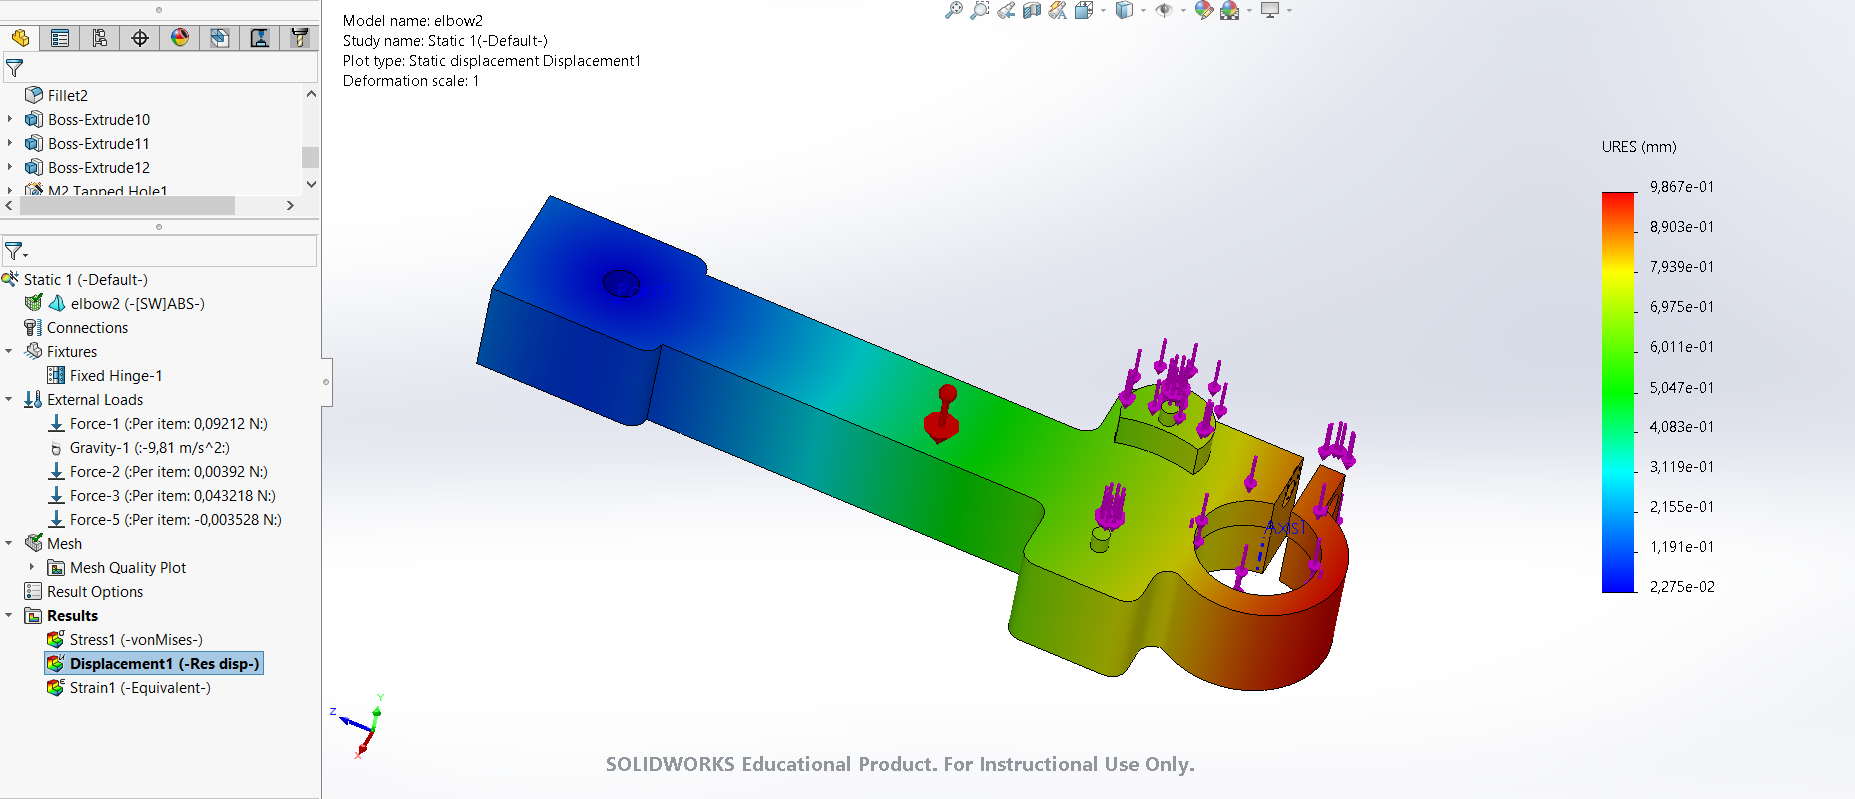 Model name: elbow2
Study name: Static 1(-Default-)
Plot type: Static displacement Displacement1
Deformation scale: 1
Fillet2
Boss-Extrude10
Boss-Extrude11
Boss-Extrude12
M2 Tapped Hole1
Static 1 (-Default-)
elbow2 (-[SW]ABS-)
Connections
Fixtures
Fixed Hinge-1
External Loads
Force-1 (:Per item: 0,09212 N:)
Gravity-1 (:-9,81 m/s^2:)
Force-2 (:Per item: 0,00392 N:)
Force-3 (:Per item: 0,043218 N:)
Force-5 (:Per item: -0,003528 N:)
Mesh
Mesh Quality Plot
Result Options
Results
Stress1 (-vonMises-)
Displacement1 (-Res disp-)
Strain1 (-Equivalent-)
Axis1
Y
Z
X
URES (mm)
9,867e-01
8,903e-01
7,939e-01
6,975e-01
6,011e-01
5,047e-01
4,083e-01
3,119e-01
2,155e-01
1,191e-01
2,275e-02
SOLIDWORKS Educational Product. For Instructional Use Only.